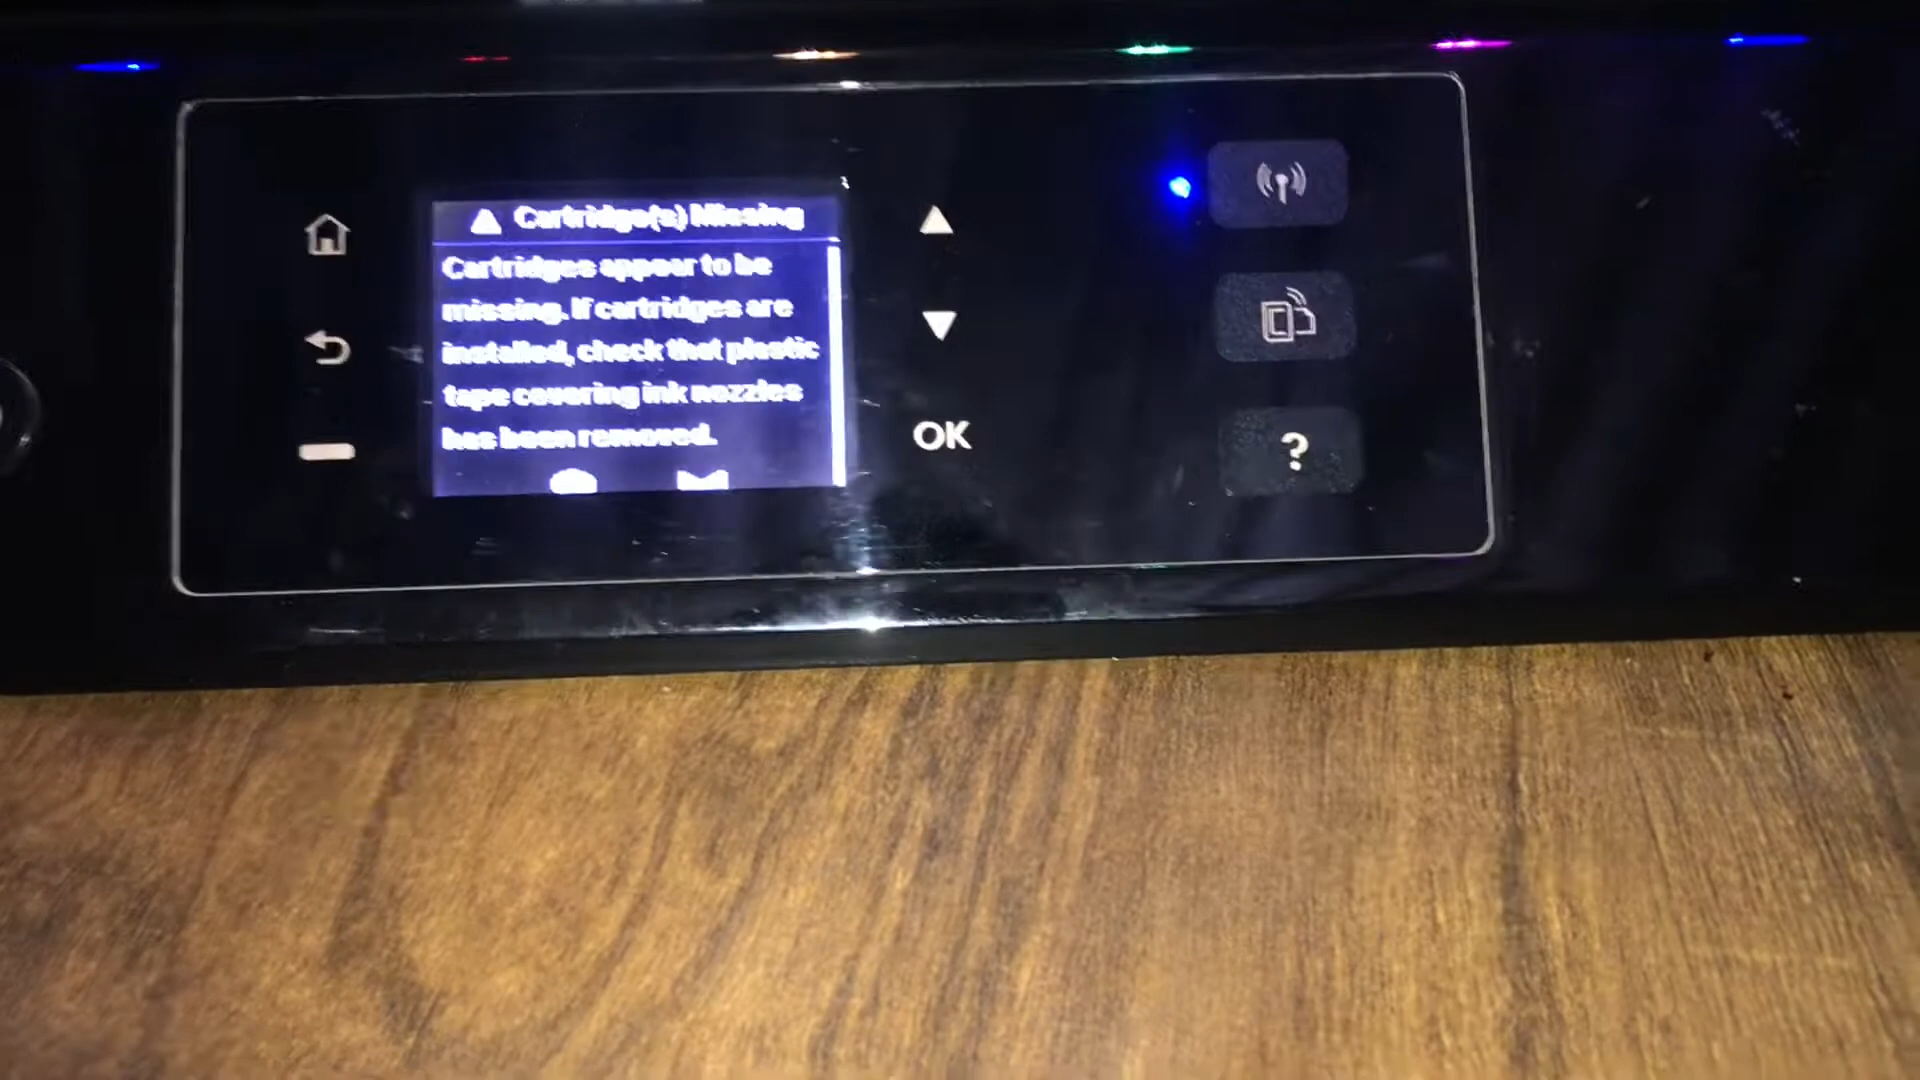 Cartridge(s) Missing
Cartridges appear to be
missing. If cartridges are
installed, check that plastic
tape covering ink nozzles
has been removed.
OK
?